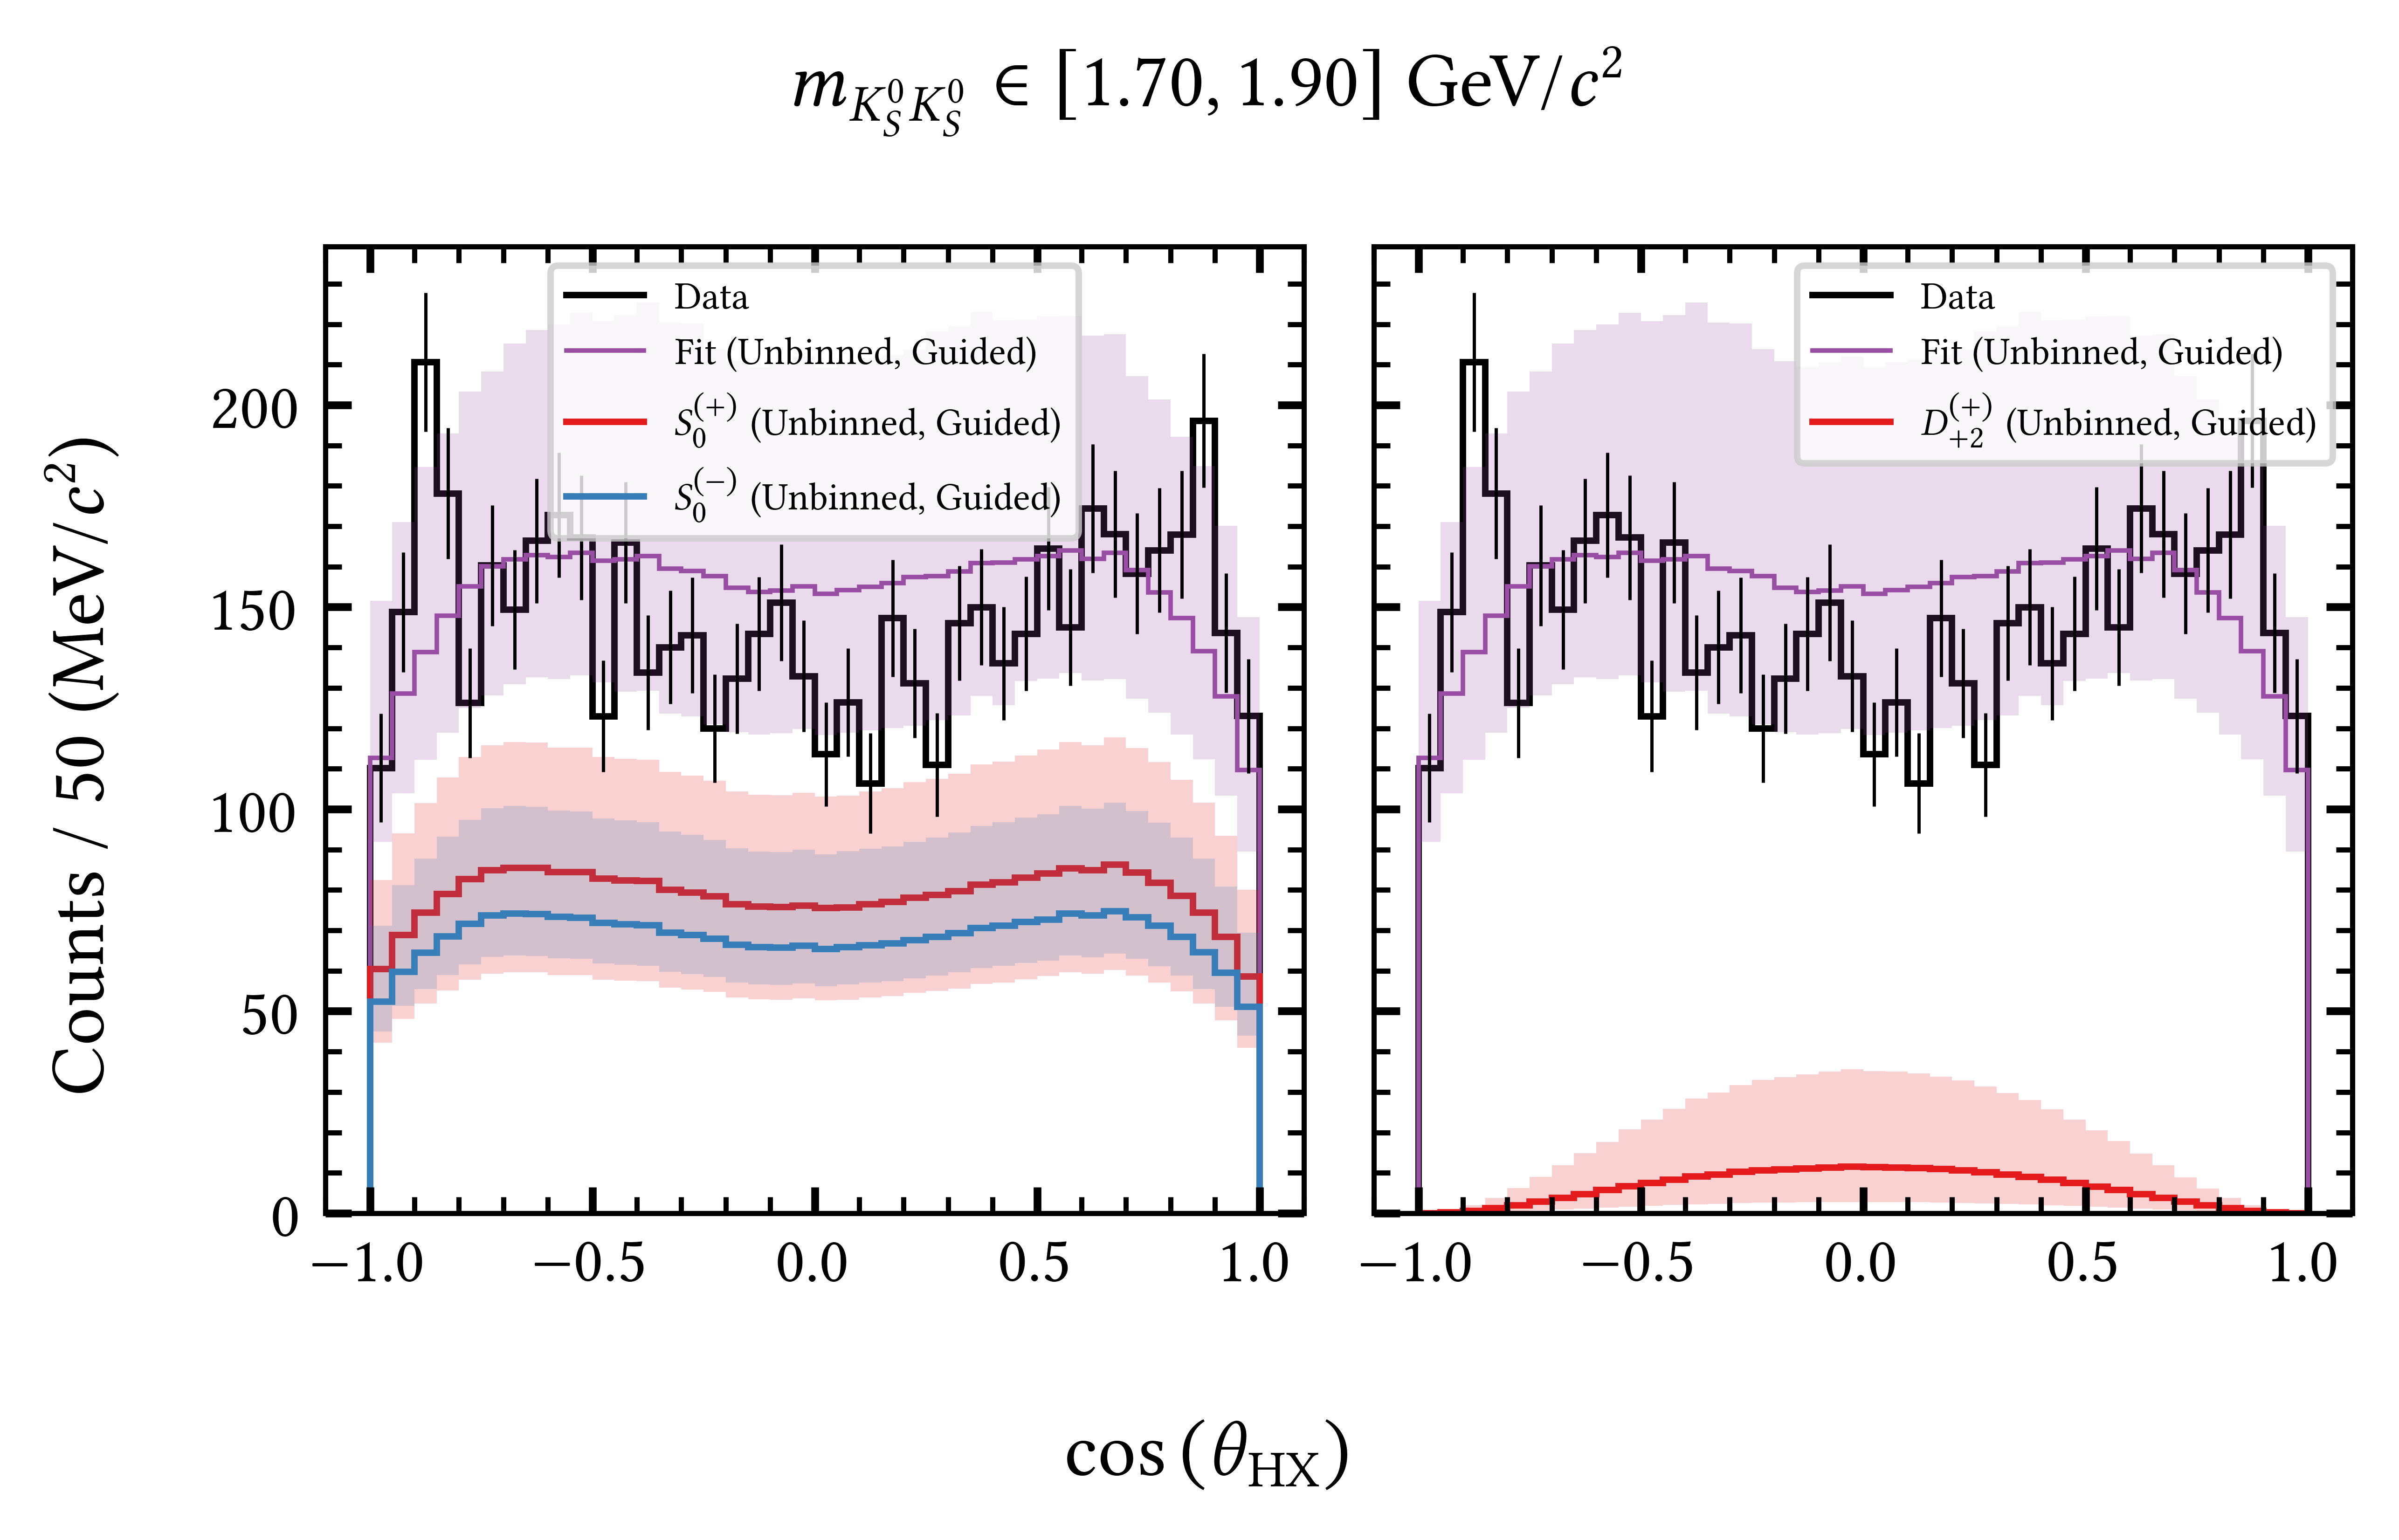 m_{K_S^0 K_S^0} ∈ [1.70, 1.90] GeV/c²
Counts / 50 (MeV/c²)
200
150
100
50
0
Data
Fit (Unbinned, Guided)
S_0^{(+)} (Unbinned, Guided)
S_0^{(−)} (Unbinned, Guided)
−1.0 −0.5 0.0 0.5 1.0
Data
Fit (Unbinned, Guided)
D_{+2}^{(+)} (Unbinned, Guided)
−1.0 −0.5 0.0 0.5 1.0
cos (θ_{HX})